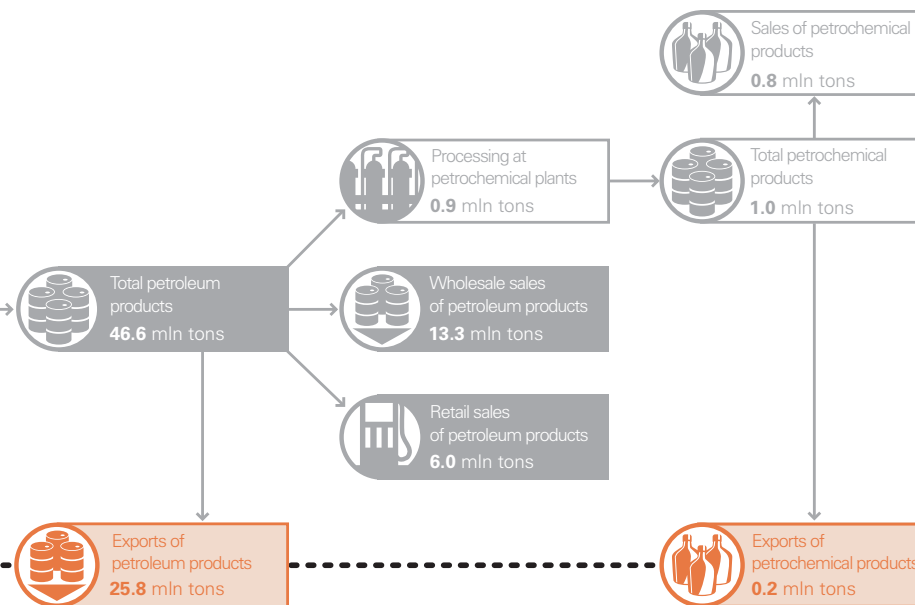 Sales of petrochemical
products
0.8 mln tons
Processing at
petrochemical plants
0.9 mln tons
Total petrochemical
products
1.0 mln tons
Total petroleum
products
46.6 mln tons
Wholesale sales
of petroleum products
13.3 mln tons
Retail sales
of petroleum products
6.0 mln tons
Exports of
petroleum products
25.8 mln tons
Exports of
petrochemical products
0.2 mln tons